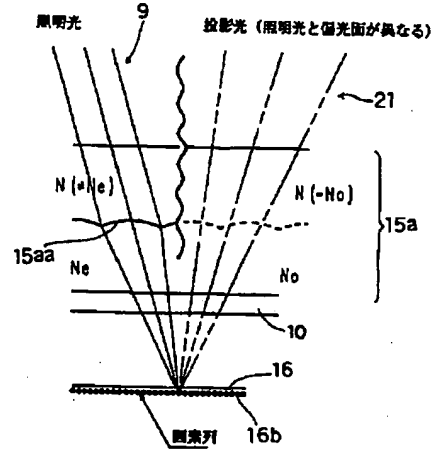 照明光
9
投影光 (照明光と偏光面が異なる)
21
N(≠Ne)
N(=No)
15a
15aa
Ne
No
10
16
画素列
16b